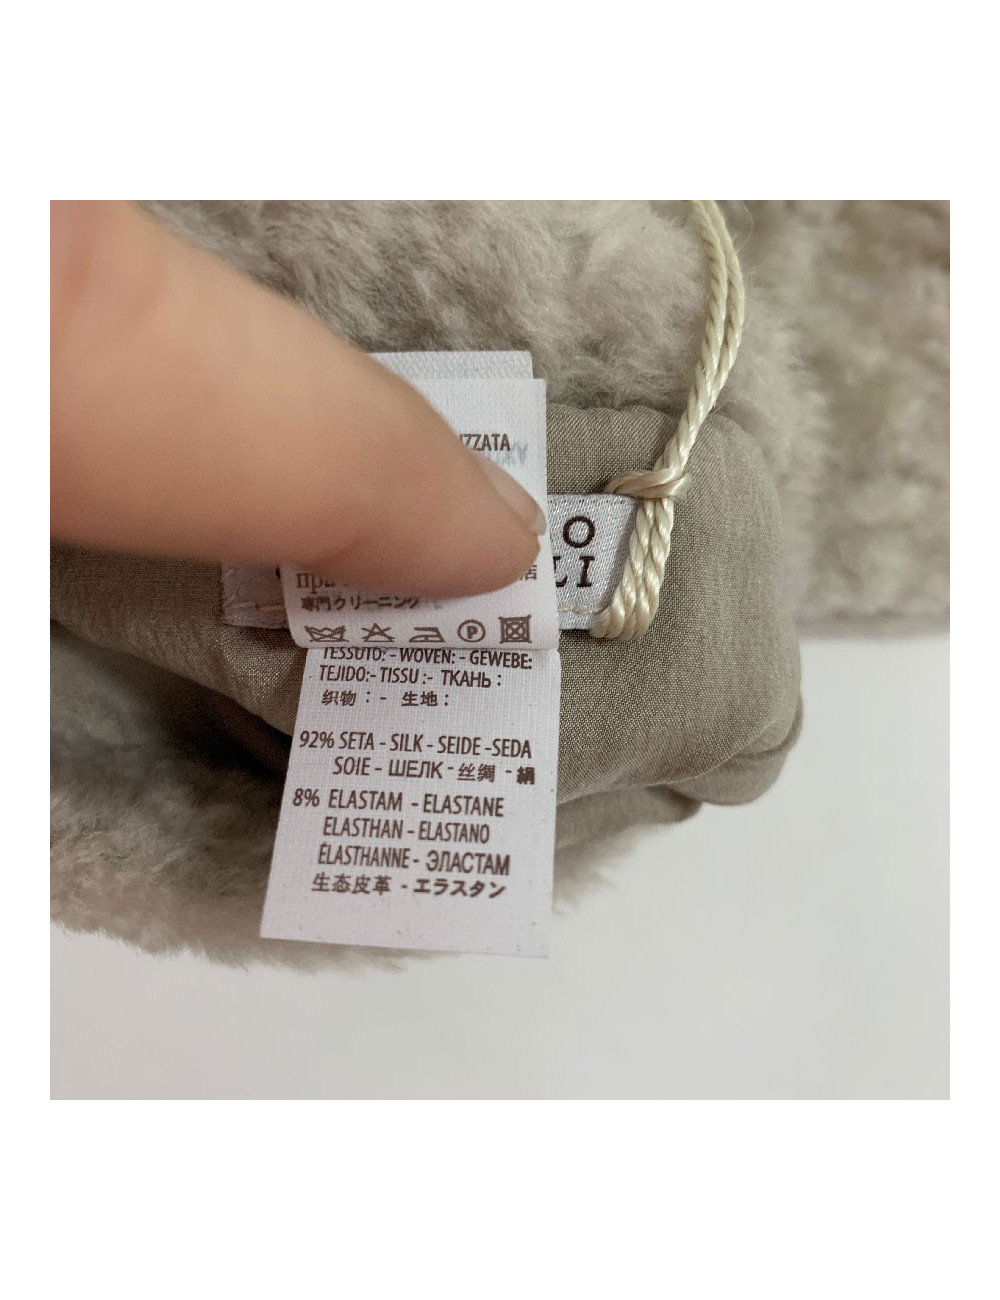 IZZATA
O
LI
専門クリーニング
P
TESSUTO: - WOVEN: - GEWEBE:
TEJIDO:- TISSU :- ТКАНЬ :
织物 : - 生地 :
92% SETA - SILK - SEIDE -SEDA
SOIE - ШЕЛК - 丝绸 - 絹
8% ELASTAM - ELASTANE
ELASTHAN - ELASTANO
ÉLASTHANNE - ЭЛАСТАМ
生态皮革 - エラスタン